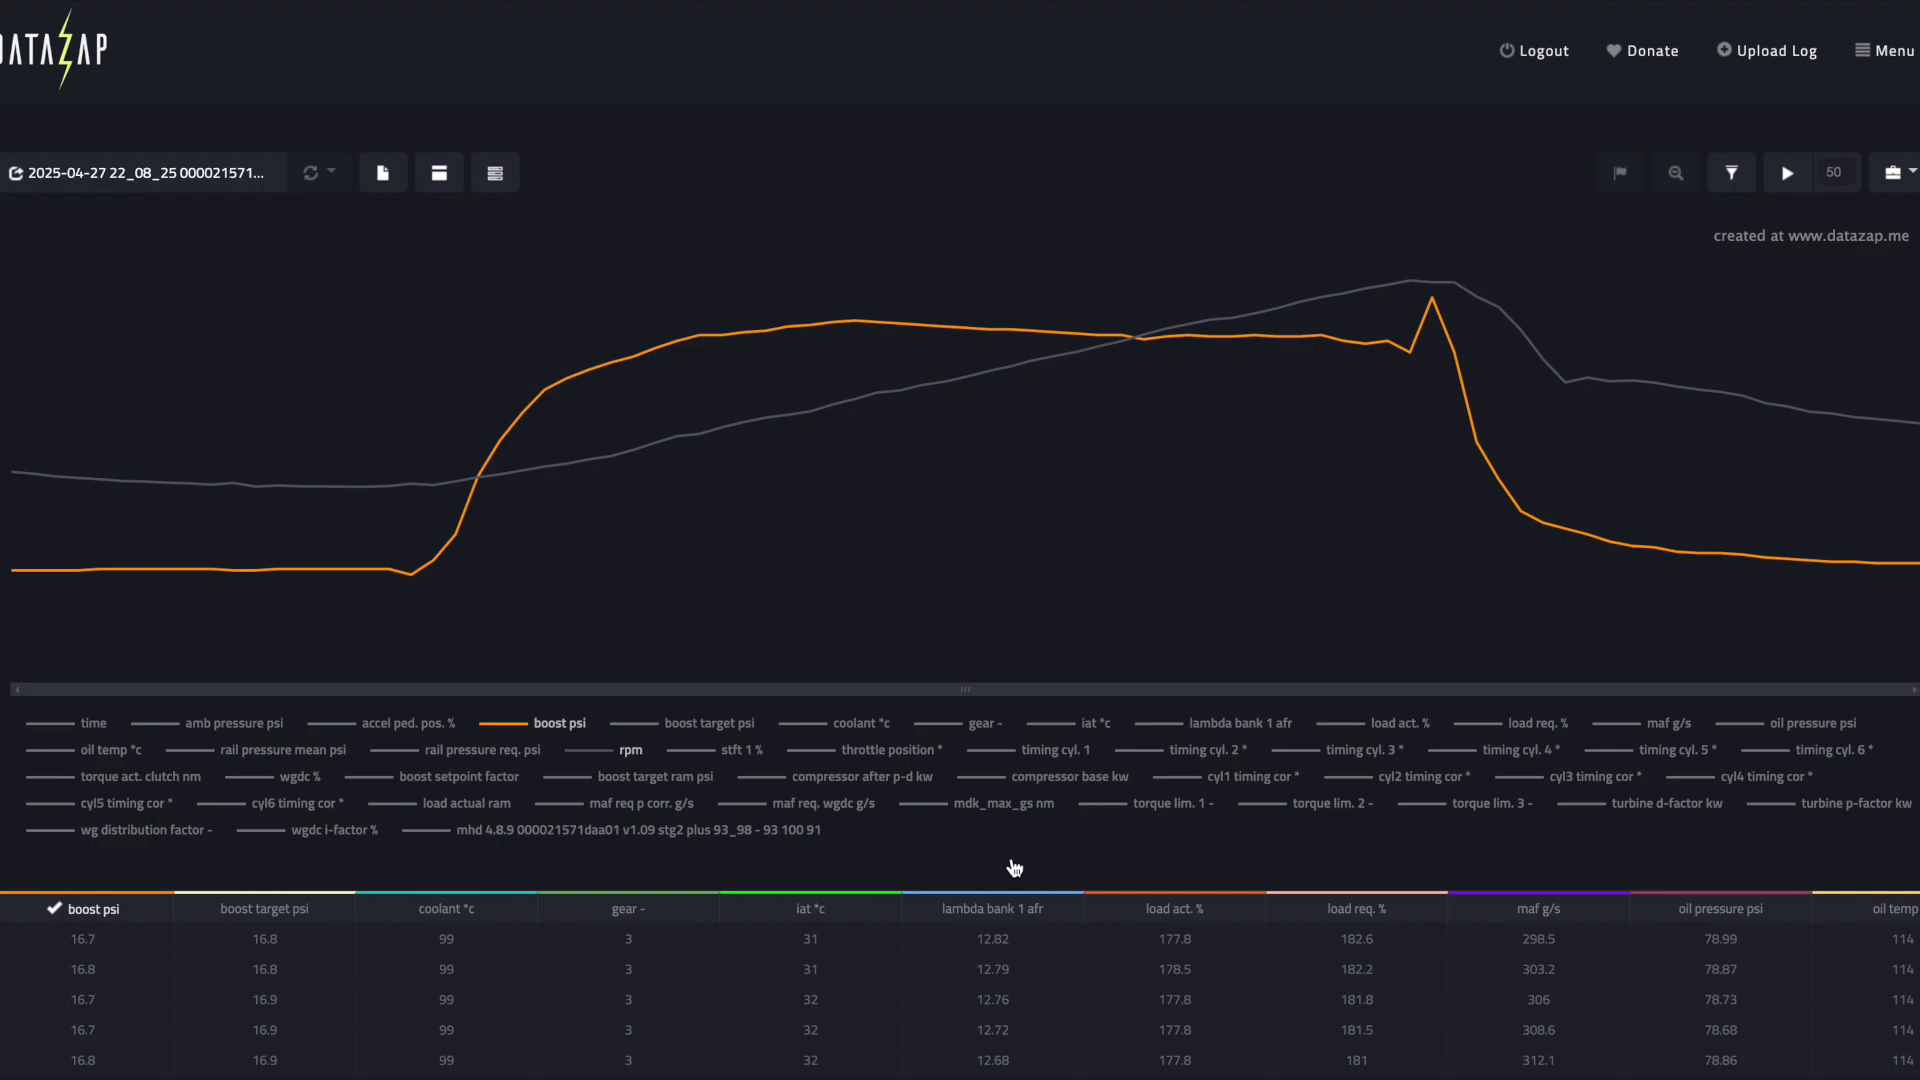 DATAZAP
Logout Donate Upload Log Menu
2025-04-27 22_08_25 000021571... 50
created at www.datazap.me
time amb pressure psi accel ped. pos. % boost psi boost target psi coolant *c gear - iat *c lambda bank 1 afr load act. % load req. % maf g/s oil pressure psi
oil temp *c rail pressure mean psi rail pressure req. psi rpm stft 1 % throttle position * timing cyl. 1 timing cyl. 2 * timing cyl. 3 * timing cyl. 4 * timing cyl. 5 * timing cyl. 6 *
torque act. clutch nm wgdc % boost setpoint factor boost target ram psi compressor after p-d kw compressor base kw cyl1 timing cor * cyl2 timing cor * cyl3 timing cor * cyl4 timing cor *
cyl5 timing cor * cyl6 timing cor * load actual ram maf req p corr. g/s maf req. wgdc g/s mdk_max_gs nm torque lim. 1 - torque lim. 2 - torque lim. 3 - turbine d-factor kw turbine p-factor kw
wg distribution factor - wgdc i-factor % mhd 4.8.9 000021571daa01 v1.09 stg2 plus 93_98 - 93 100 91
boost psi boost target psi coolant *c gear - iat *c lambda bank 1 afr load act. % load req. % maf g/s oil pressure psi oil temp
16.7 16.8 99 3 31 12.82 177.8 182.6 298.5 78.99 114
16.8 16.8 99 3 31 12.79 178.5 182.2 303.2 78.87 114
16.7 16.9 99 3 32 12.76 177.8 181.8 306 78.73 114
16.7 16.9 99 3 32 12.72 177.8 181.5 308.6 78.68 114
16.8 16.9 99 3 32 12.68 177.8 181 312.1 78.86 114